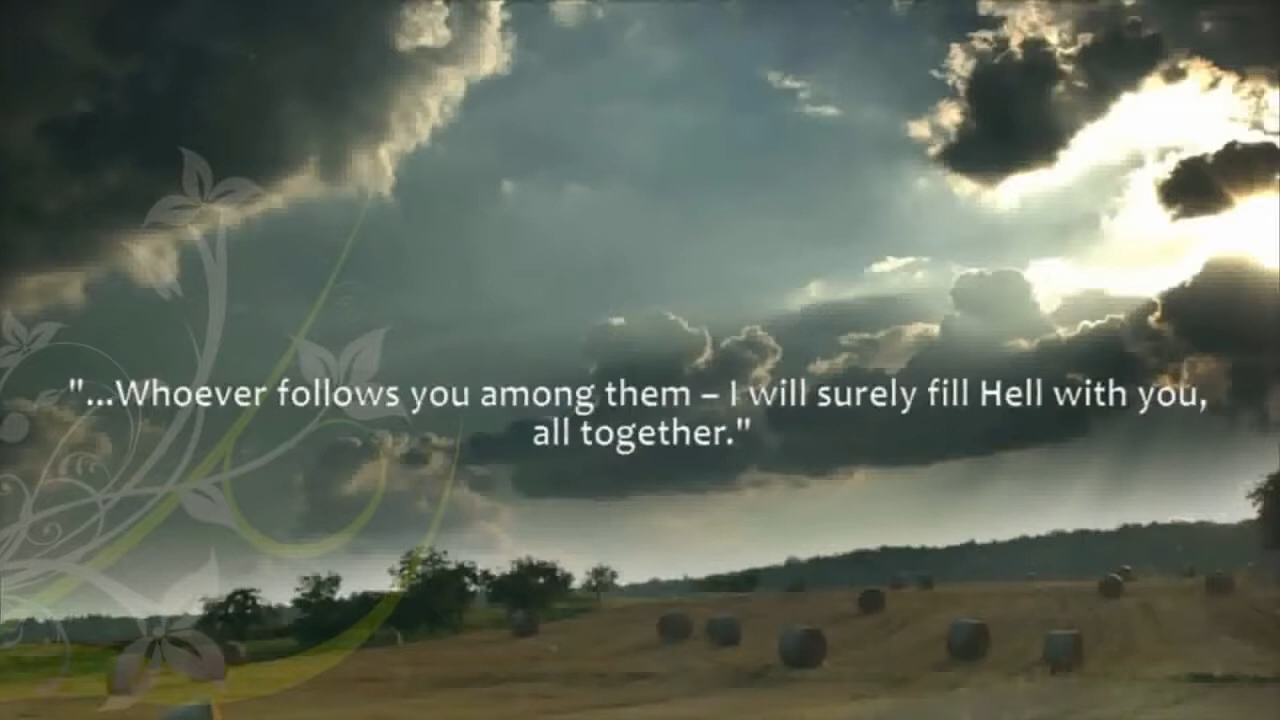 "...Whoever follows you among them – I will surely fill Hell with you,
all together."